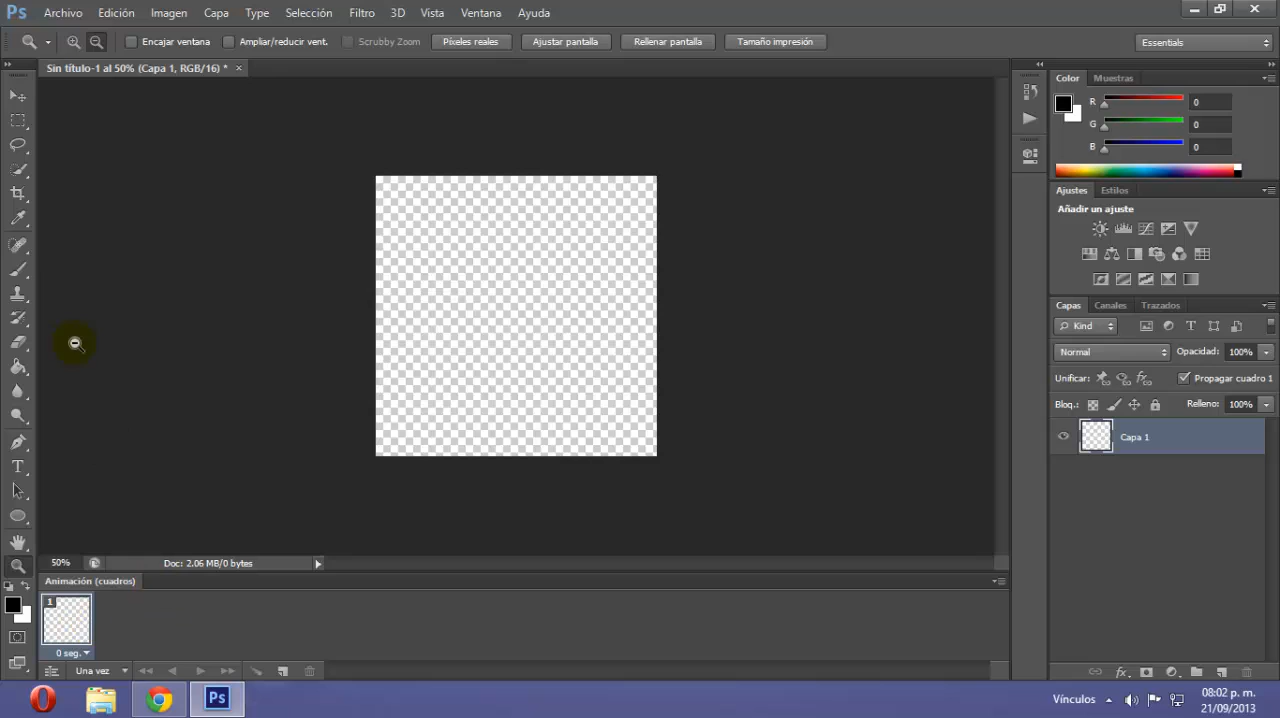 Ps Archivo Edición Imagen Capa Type Selección Filtro 3D Vista Ventana Ayuda
Encajar ventana Ampliar/reducir vent. Scrubby Zoom Píxeles reales Ajustar pantalla Rellenar pantalla Tamaño impresión Essentials
Sin título-1 al 50% (Capa 1, RGB/16) * ×
Color Muestras
R 0
G 0
B 0
Ajustes Estilos
Añadir un ajuste
Capas Canales Trazados
Kind
Normal Opacidad: 100%
Unificar: Propagar cuadro 1
Bloq.: Relleno: 100%
Capa 1
50% Doc: 2.06 MB/0 bytes
Animación (cuadros)
1
0 seg.
Una vez
Ps Vínculos 08:02 p. m.
21/09/2013